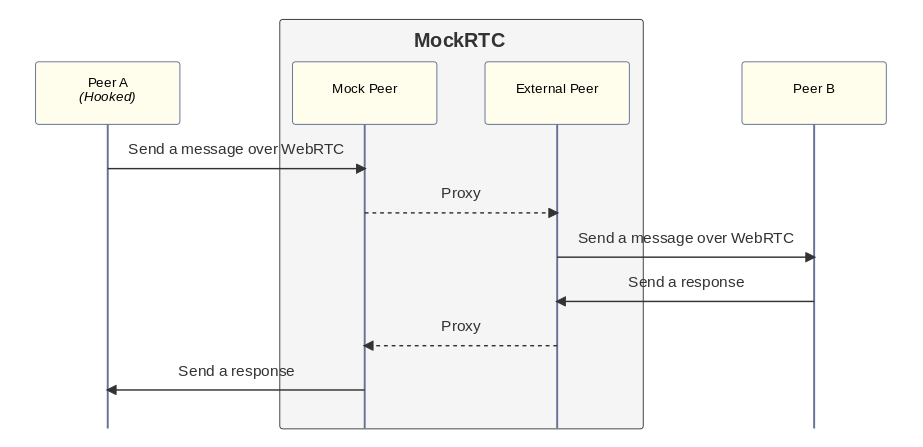 MockRTC
Peer A
(Hooked)
Mock Peer
External Peer
Peer B
Send a message over WebRTC
Proxy
Send a message over WebRTC
Send a response
Proxy
Send a response